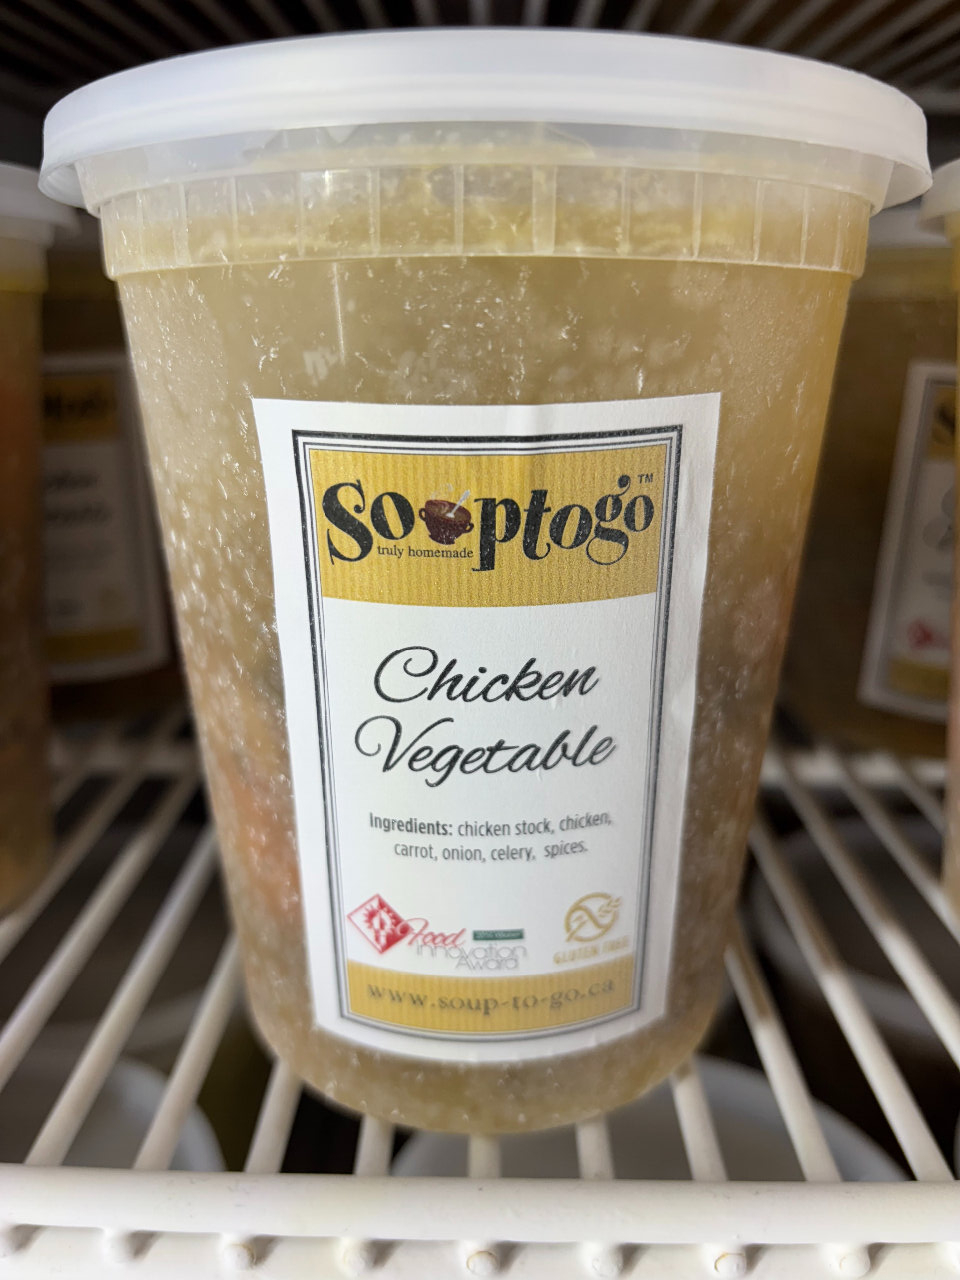 Souptogo™
truly homemade
Chicken
Vegetable
Ingredients: chicken stock, chicken,
carrot, onion, celery, spices.
Food
Innovation
Award
GLUTEN FREE
www.soup-to-go.ca